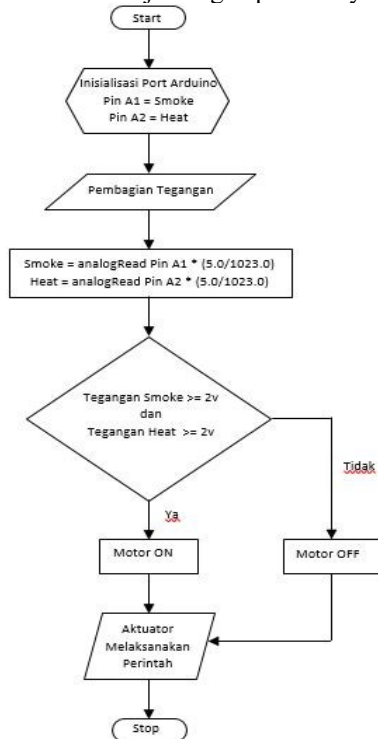 Start
Inisialisasi Port Arduino
Pin A1 = Smoke
Pin A2 = Heat
Pembagian Tegangan
Smoke = analogRead Pin A1 * (5.0/1023.0)
Heat = analogRead Pin A2 * (5.0/1023.0)
Tegangan Smoke >= 2v
dan
Tegangan Heat >= 2v
Tidak
Ya
Motor ON
Motor OFF
Aktuator
Melaksanakan
Perintah
Stop